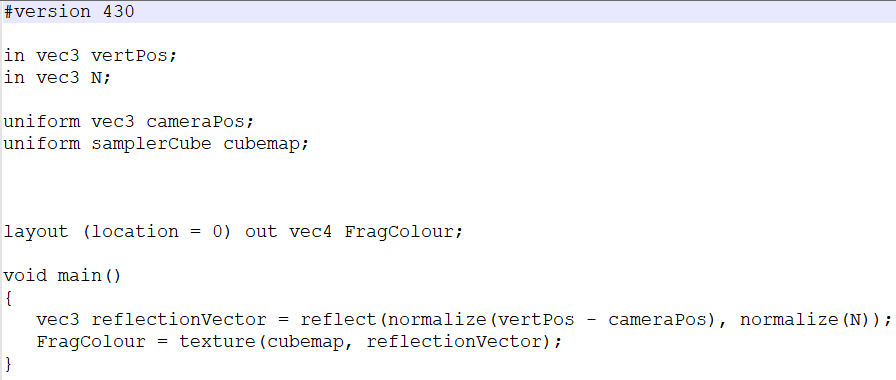 #version 430
in vec3 vertPos;
in vec3 N;
uniform vec3 cameraPos;
uniform samplerCube cubemap;
layout (location = 0) out vec4 FragColour;
void main()
{
vec3 reflectionVector = reflect(normalize(vertPos - cameraPos), normalize(N));
FragColour = texture(cubemap, reflectionVector);
}